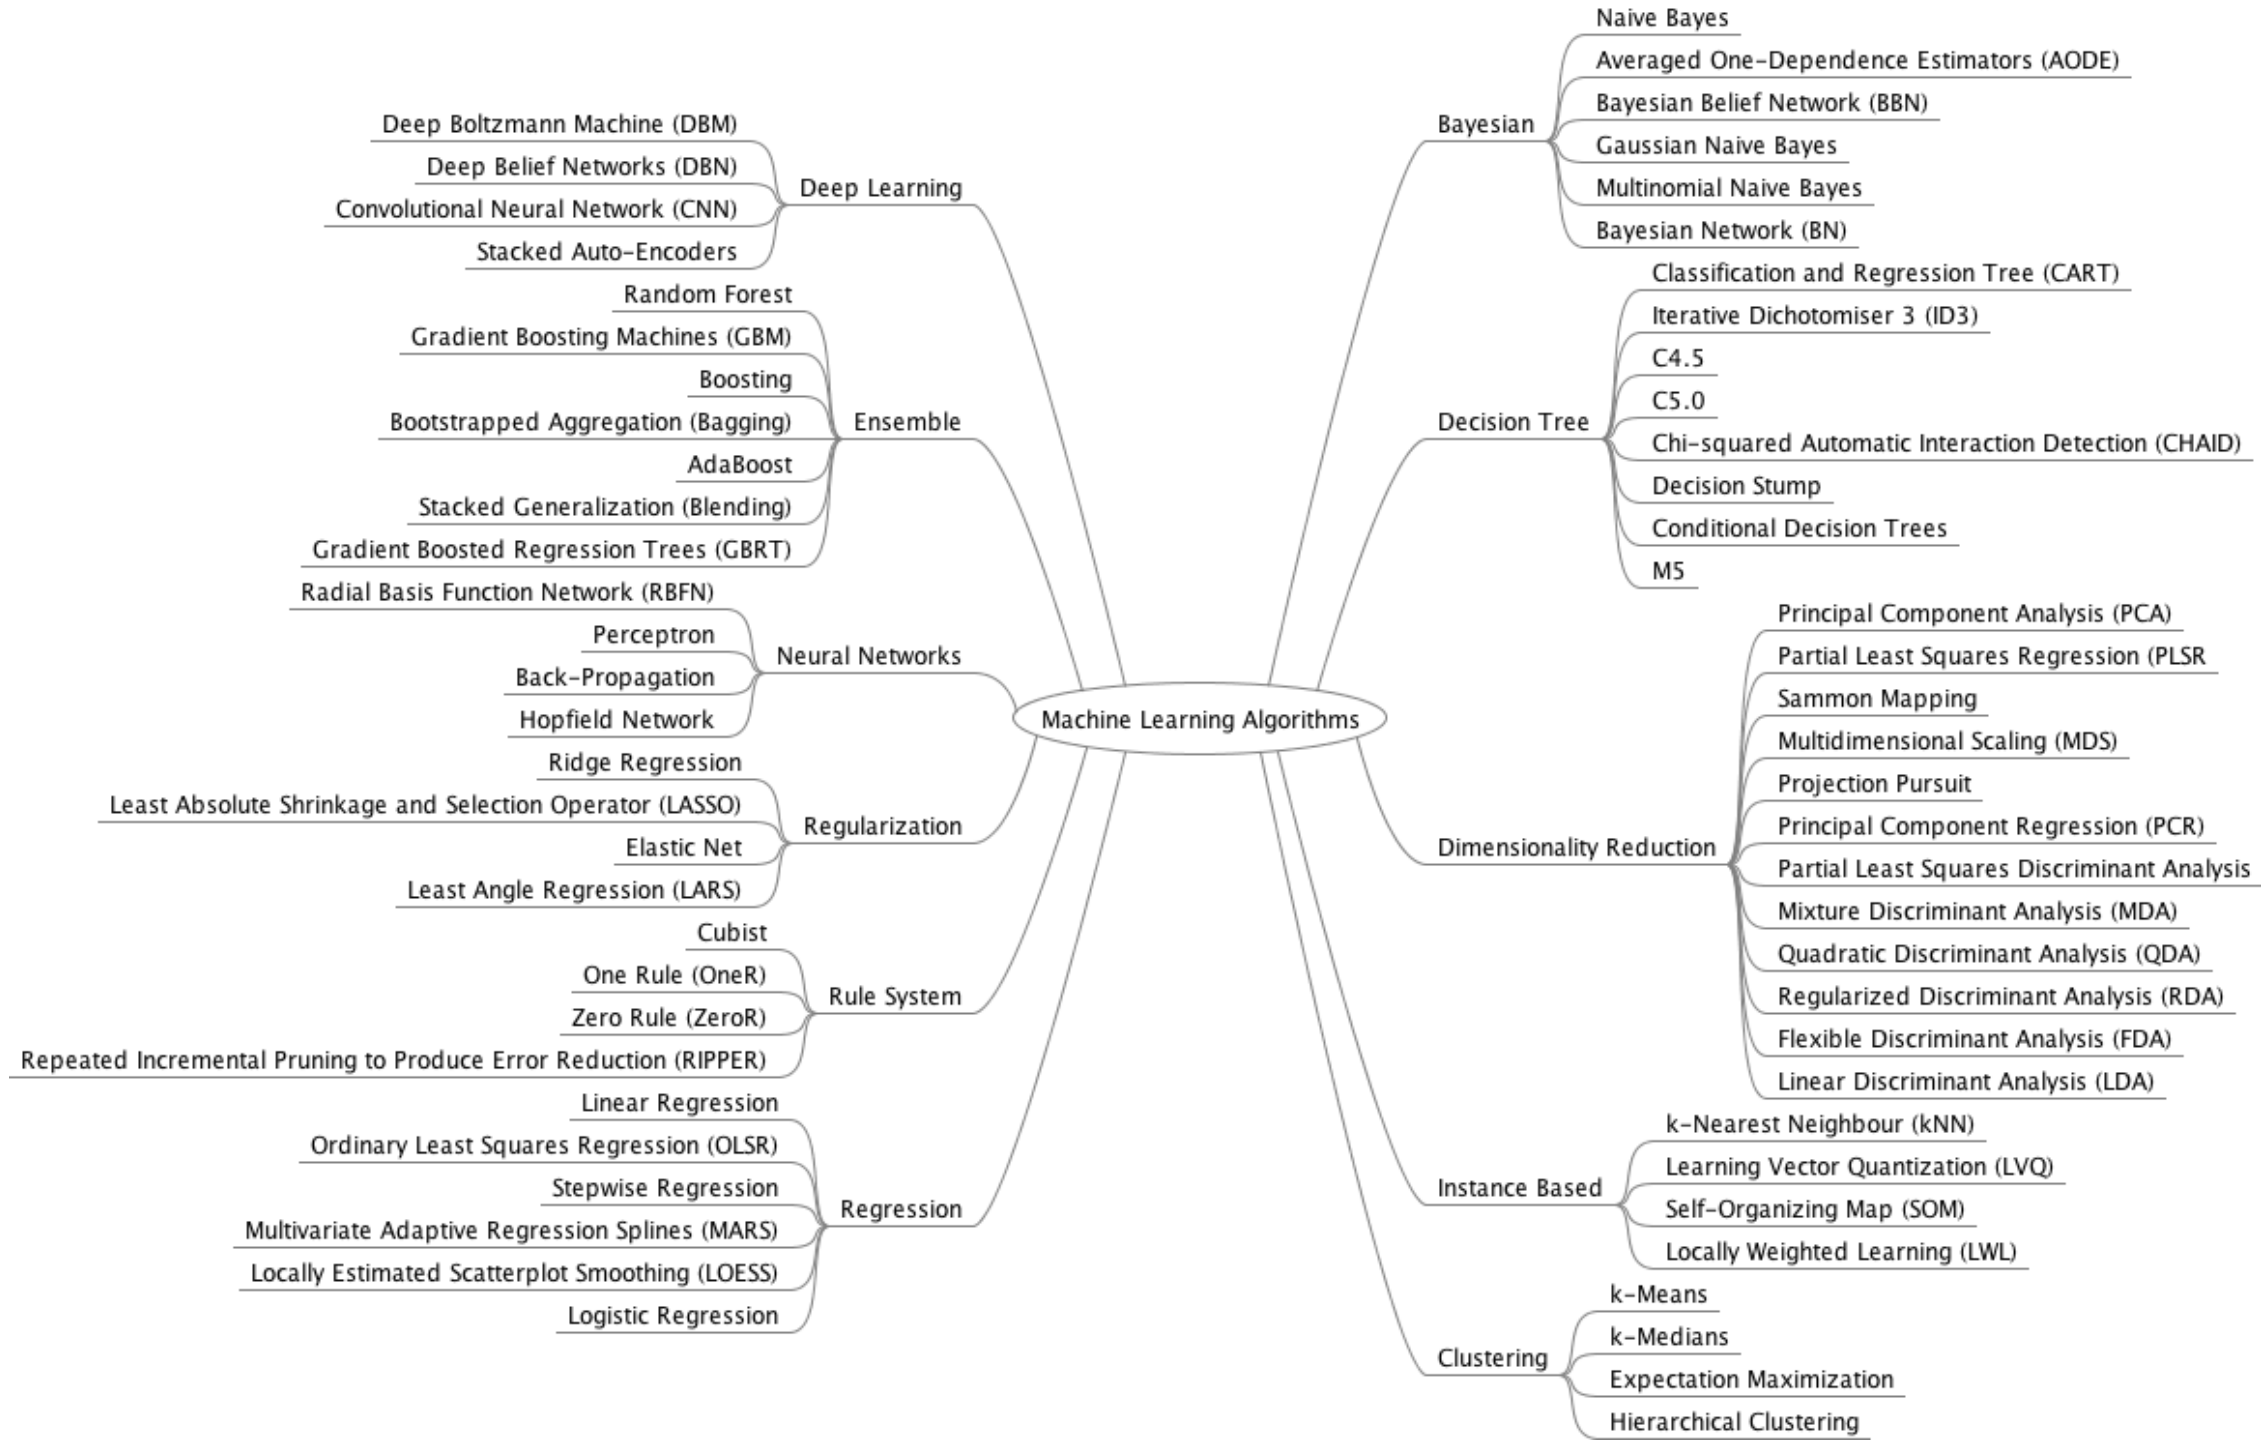 Machine Learning Algorithms
Deep Learning
Deep Boltzmann Machine (DBM)
Deep Belief Networks (DBN)
Convolutional Neural Network (CNN)
Stacked Auto-Encoders
Ensemble
Random Forest
Gradient Boosting Machines (GBM)
Boosting
Bootstrapped Aggregation (Bagging)
AdaBoost
Stacked Generalization (Blending)
Gradient Boosted Regression Trees (GBRT)
Neural Networks
Radial Basis Function Network (RBFN)
Perceptron
Back-Propagation
Hopfield Network
Regularization
Ridge Regression
Least Absolute Shrinkage and Selection Operator (LASSO)
Elastic Net
Least Angle Regression (LARS)
Rule System
Cubist
One Rule (OneR)
Zero Rule (ZeroR)
Repeated Incremental Pruning to Produce Error Reduction (RIPPER)
Regression
Linear Regression
Ordinary Least Squares Regression (OLSR)
Stepwise Regression
Multivariate Adaptive Regression Splines (MARS)
Locally Estimated Scatterplot Smoothing (LOESS)
Logistic Regression
Bayesian
Naive Bayes
Averaged One-Dependence Estimators (AODE)
Bayesian Belief Network (BBN)
Gaussian Naive Bayes
Multinomial Naive Bayes
Bayesian Network (BN)
Decision Tree
Classification and Regression Tree (CART)
Iterative Dichotomiser 3 (ID3)
C4.5
C5.0
Chi-squared Automatic Interaction Detection (CHAID)
Decision Stump
Conditional Decision Trees
M5
Dimensionality Reduction
Principal Component Analysis (PCA)
Partial Least Squares Regression (PLSR
Sammon Mapping
Multidimensional Scaling (MDS)
Projection Pursuit
Principal Component Regression (PCR)
Partial Least Squares Discriminant Analysis
Mixture Discriminant Analysis (MDA)
Quadratic Discriminant Analysis (QDA)
Regularized Discriminant Analysis (RDA)
Flexible Discriminant Analysis (FDA)
Linear Discriminant Analysis (LDA)
Instance Based
k-Nearest Neighbour (kNN)
Learning Vector Quantization (LVQ)
Self-Organizing Map (SOM)
Locally Weighted Learning (LWL)
Clustering
k-Means
k-Medians
Expectation Maximization
Hierarchical Clustering